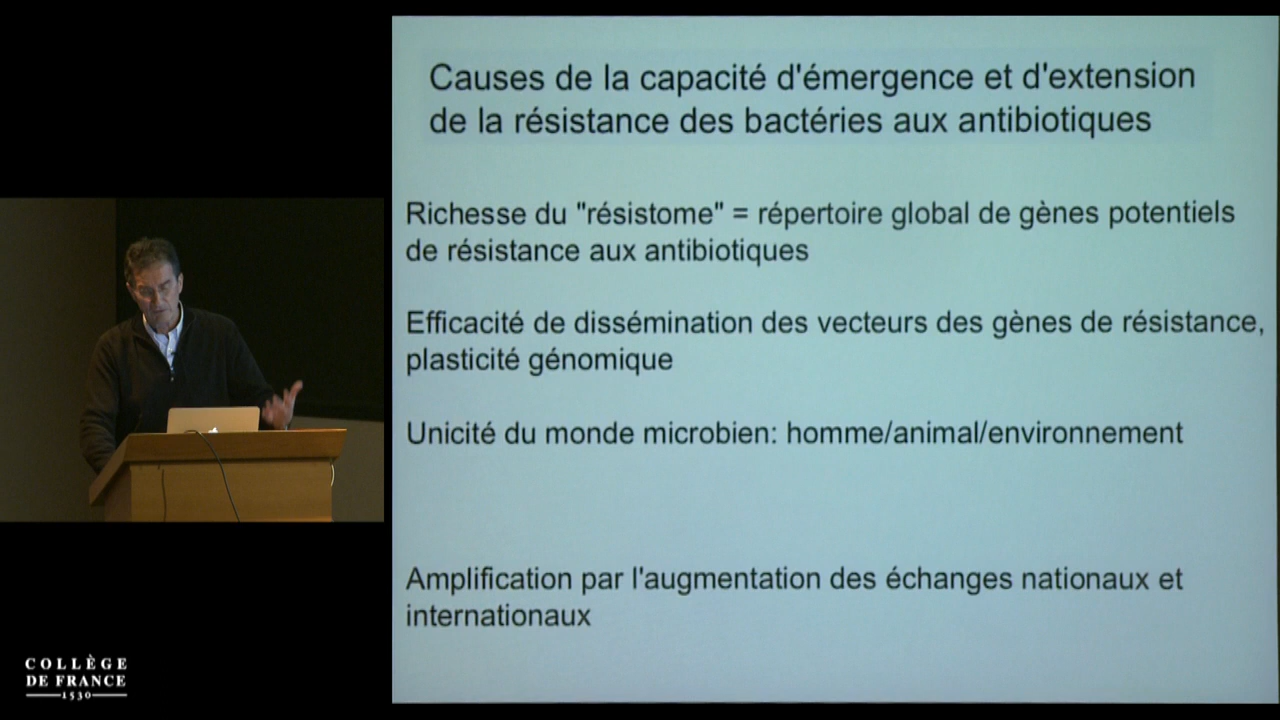 Causes de la capacité d'émergence et d'extension
de la résistance des bactéries aux antibiotiques
Richesse du "résistome" = répertoire global de gènes potentiels
de résistance aux antibiotiques
Efficacité de dissémination des vecteurs des gènes de résistance,
plasticité génomique
Unicité du monde microbien: homme/animal/environnement
Amplification par l'augmentation des échanges nationaux et
internationaux
COLLÈGE
DE FRANCE
1530